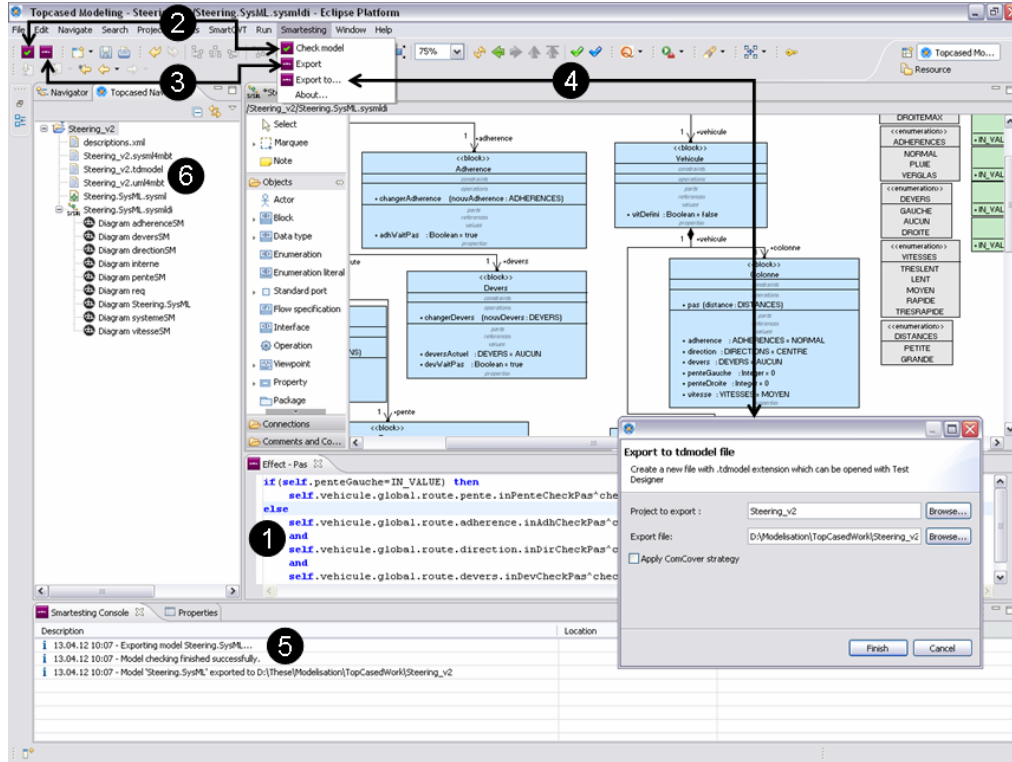 Topcased Modeling - Steeri /Steering.SysML.sysmldi - Eclipse Platform
File Edit Navigate Search Proje s SmartQVT Run Smartesting Window Help
2
Check model
Export
Export to...
About...
75%
3
4
Topcased Mo...
Resource
Navigator
Topcased Na
/Steering_v2/Steering.SysML.sysmldi
Steering_v2
descriptions.xml
Steering_v2.sysml4mbt
Steering_v2.tdmodel
Steering_v2.uml4mbt
Steering.SysML.sysml
Steering.SysML.sysmldi
Diagram adherenceSM
Diagram deversSM
Diagram directionSM
Diagram interne
Diagram penteSM
Diagram req
Diagram Steering.SysML
Diagram systemeSM
Diagram vitesseSM
6
Select
Marquee
Note
Objects
Actor
Block
Data type
Enumeration
Enumeration literal
Standard port
Flow specification
Interface
Operation
Viewpoint
Property
Package
Connections
Comments and Co...
1 +adherence
<<block>>
Adherence
constraints
operations
+ changerAdherence (nouvAdherence : ADHERENCES)
parts
references
values
+ adhVaitPas : Boolean = true
properties
1 +devers
<<block>>
Devers
constraints
operations
+ changerDevers (nouvDevers : DEVERS)
parts
references
values
+ deversActuel : DEVERS = AUCUN
+ devVaitPas : Boolean = true
properties
1 +pente
<<block>>
1 +vehicule
<<block>>
Vehicule
constraints
operations
parts
references
values
+ vitDefini : Boolean = false
properties
1 +vehicule
+colonne
<<block>>
Colonne
constraints
operations
+ pas (distance : DISTANCES)
parts
references
values
+ adherence : ADHERENCES = NORMAL
+ direction : DIRECTIONS = CENTRE
+ devers : DEVERS = AUCUN
+ penteGauche : Integer = 0
+ penteDroite : Integer = 0
+ vitesse : VITESSES = MOYEN
properties
DROITEMAX
<<enumeration>>
ADHERENCES
NORMAL
PLUIE
VERGLAS
<<enumeration>>
DEVERS
GAUCHE
AUCUN
DROITE
<<enumeration>>
VITESSES
TRESLENT
LENT
MOYEN
RAPIDE
TRESRAPIDE
<<enumeration>>
DISTANCES
PETITE
GRANDE
+ IN_VAL
+ IN_VAL
+ IN_VAL
Effect - Pas
if(self.penteGauche=IN_VALUE) then
self.vehicule.global.route.pente.inPenteCheckPas^che
else
self.vehicule.global.route.adherence.inAdhCheckPas^c
and
self.vehicule.global.route.direction.inDirCheckPas^c
and
self.vehicule.global.route.devers.inDevCheckPas^chec
1
Export to tdmodel file
Create a new file with .tdmodel extension which can be opened with Test
Designer
Project to export : Steering_v2 Browse...
Export file: D:\Modelisation\TopCasedWork\Steering_v2 Browse...
Apply ComCover strategy
Finish Cancel
Smartesting Console
Properties
Description Location
13.04.12 10:07 - Exporting model Steering.SysML...
13.04.12 10:07 - Model checking finished successfully.
13.04.12 10:07 - Model 'Steering.SysML' exported to D:\These\Modelisation\TopCasedWork\Steering_v2
5